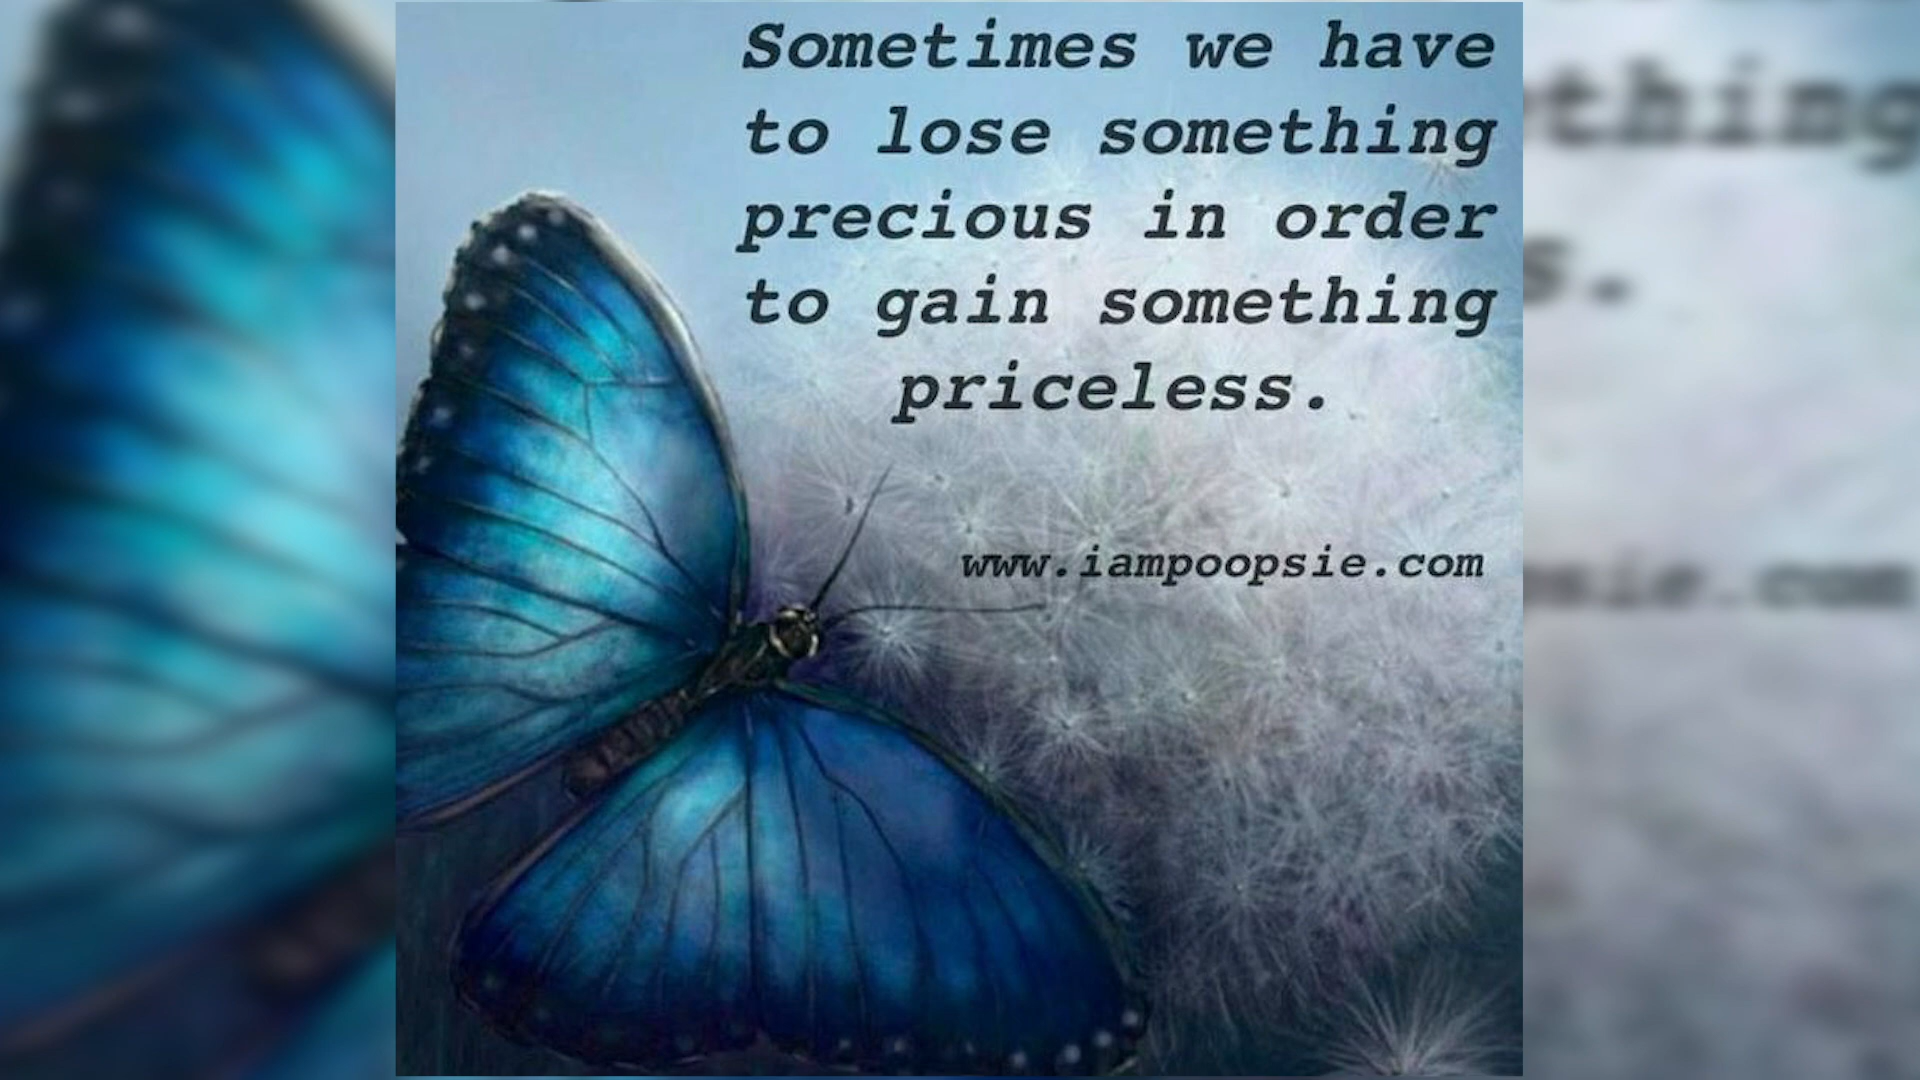 Sometimes we have
to lose something
precious in order
to gain something
priceless.
www.iampoopsie.com